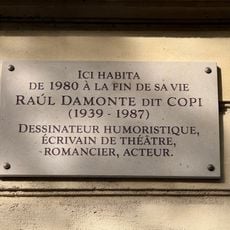 ICI HABITA
DE 1980 À LA FIN DE SA VIE
RAÚL DAMONTE DIT COPI
(1939 - 1987)
DESSINATEUR HUMORISTIQUE,
ÉCRIVAIN DE THÉÂTRE,
ROMANCIER, ACTEUR.